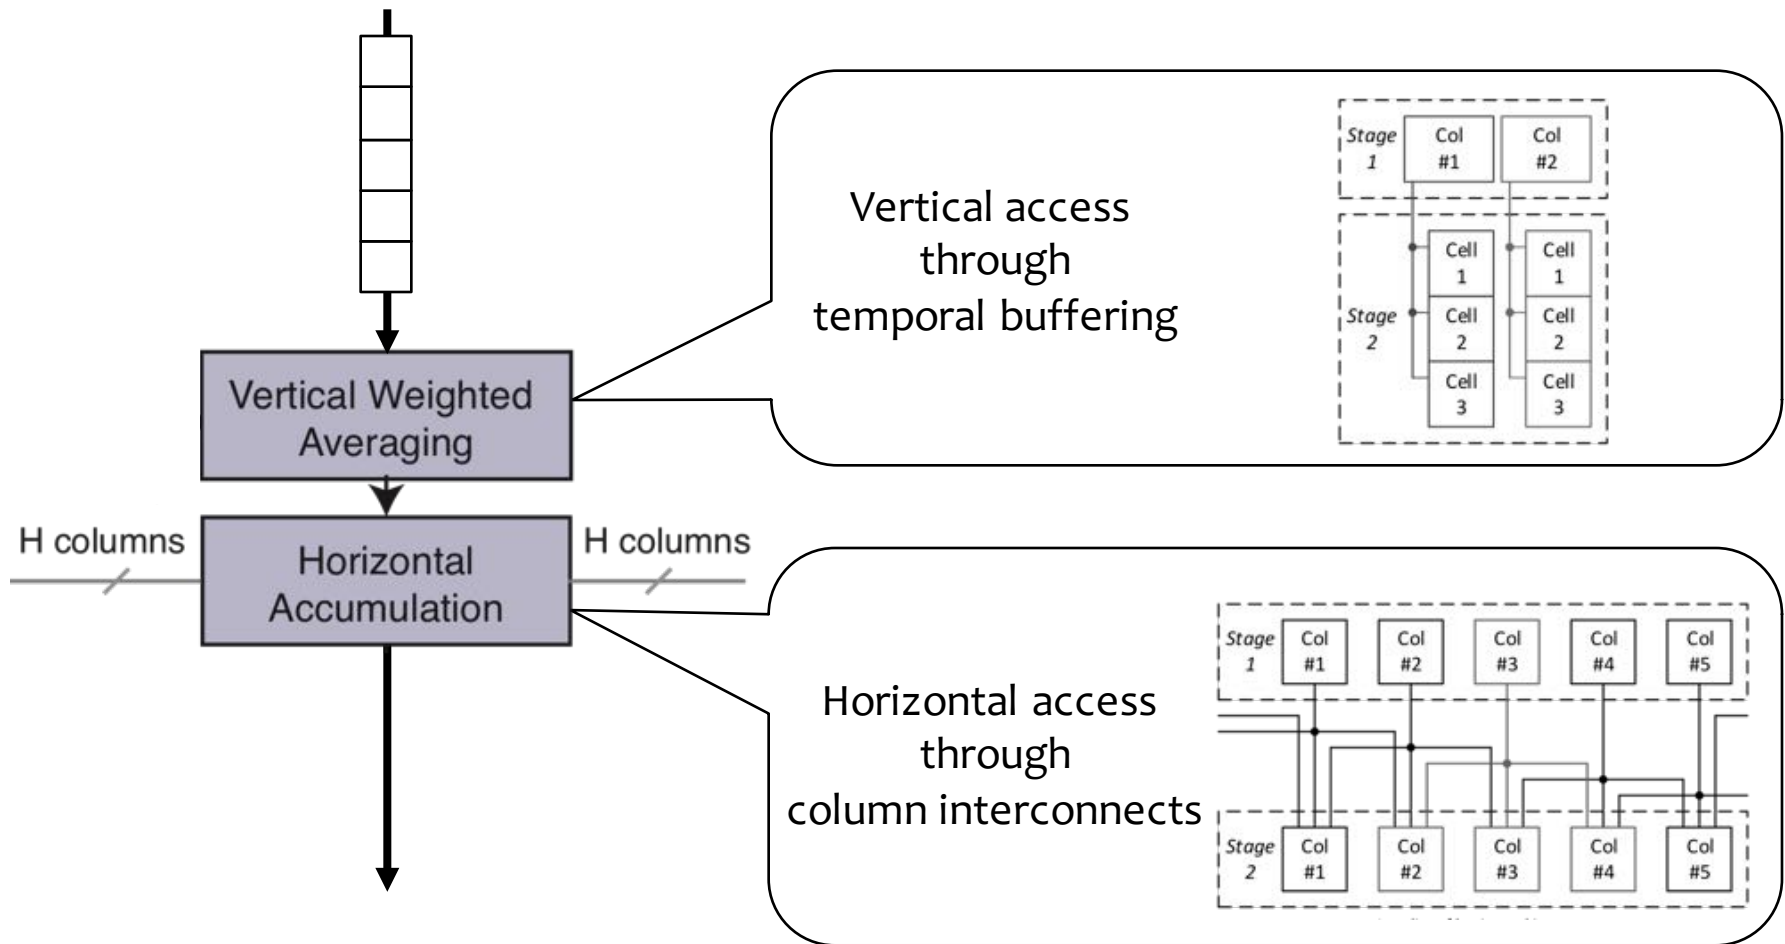 Vertical access
through
temporal buffering
Stage
1
Col
#1
Col
#2
Stage
2
Cell
1
Cell
2
Cell
3
Cell
1
Cell
2
Cell
3
Vertical Weighted
Averaging
H columns
Horizontal
Accumulation
H columns
Horizontal access
through
column interconnects
Stage
1
Col
#1
Col
#2
Col
#3
Col
#4
Col
#5
Stage
2
Col
#1
Col
#2
Col
#3
Col
#4
Col
#5